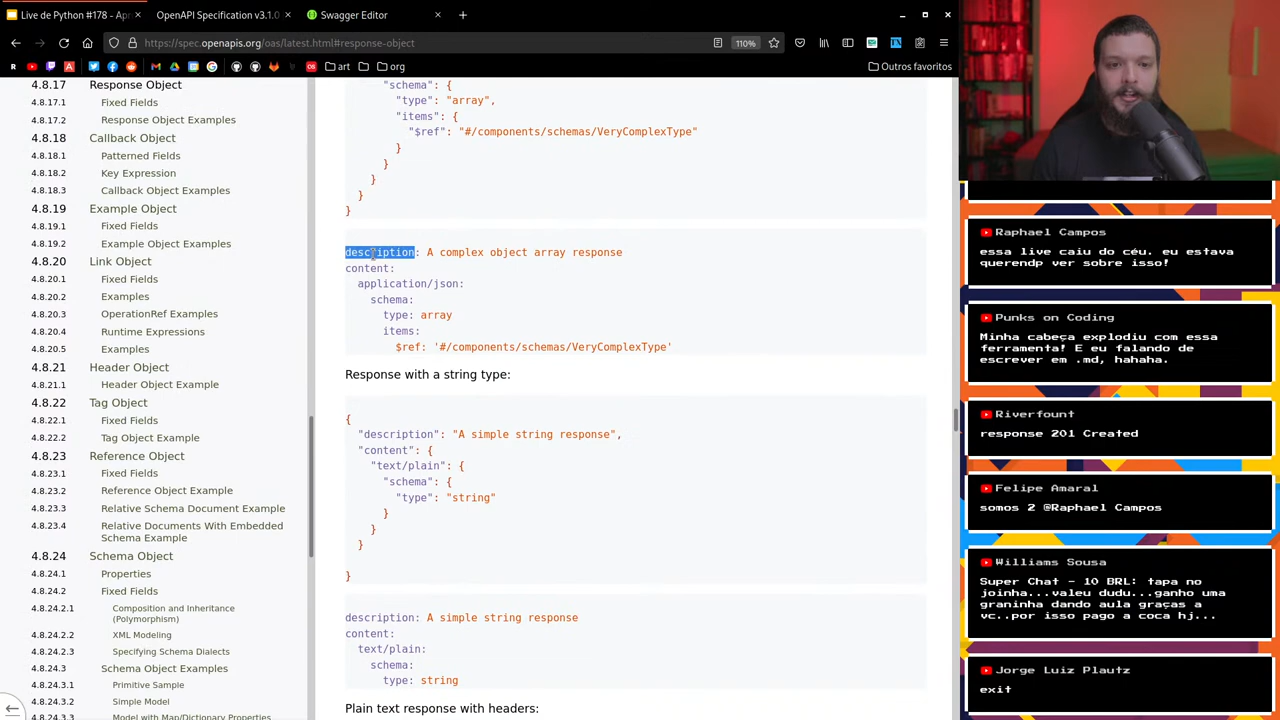 Live de Python #178 - Ap
OpenAPI Specification v3.1.0
Swagger Editor
https://spec.openapis.org/oas/latest.html#response-object
110%
art
org
Outros favoritos
4.8.17 Response Object
4.8.17.1 Fixed Fields
4.8.17.2 Response Object Examples
4.8.18 Callback Object
4.8.18.1 Patterned Fields
4.8.18.2 Key Expression
4.8.18.3 Callback Object Examples
4.8.19 Example Object
4.8.19.1 Fixed Fields
4.8.19.2 Example Object Examples
4.8.20 Link Object
4.8.20.1 Fixed Fields
4.8.20.2 Examples
4.8.20.3 OperationRef Examples
4.8.20.4 Runtime Expressions
4.8.20.5 Examples
4.8.21 Header Object
4.8.21.1 Header Object Example
4.8.22 Tag Object
4.8.22.1 Fixed Fields
4.8.22.2 Tag Object Example
4.8.23 Reference Object
4.8.23.1 Fixed Fields
4.8.23.2 Reference Object Example
4.8.23.3 Relative Schema Document Example
4.8.23.4 Relative Documents With Embedded
Schema Example
4.8.24 Schema Object
4.8.24.1 Properties
4.8.24.2 Fixed Fields
4.8.24.2.1 Composition and Inheritance
(Polymorphism)
4.8.24.2.2 XML Modeling
4.8.24.2.3 Specifying Schema Dialects
4.8.24.3 Schema Object Examples
4.8.24.3.1 Primitive Sample
4.8.24.3.2 Simple Model
4.8.24.3.3 Model with Map/Dictionary Properties
"schema": {
"type": "array",
"items": {
"$ref": "#/components/schemas/VeryComplexType"
}
}
}
}
}
description: A complex object array response
content:
application/json:
schema:
type: array
items:
$ref: '#/components/schemas/VeryComplexType'
Response with a string type:
{
"description": "A simple string response",
"content": {
"text/plain": {
"schema": {
"type": "string"
}
}
}
}
description: A simple string response
content:
text/plain:
schema:
type: string
Plain text response with headers:
Raphael Campos
essa live caiu do céu. eu estava
querendp ver sobre isso!
Punks on Coding
Minha cabeça explodiu com essa
ferramenta! E eu falando de
escrever em .md, hahaha.
Riverfount
response 201 Created
Felipe Amaral
somos 2 @Raphael Campos
Williams Sousa
Super Chat - 10 BRL: tapa no
joinha...valeu dudu...ganho uma
graninha dando aula graças a
vc..por isso pago a coca hj...
Jorge Luiz Plautz
exit